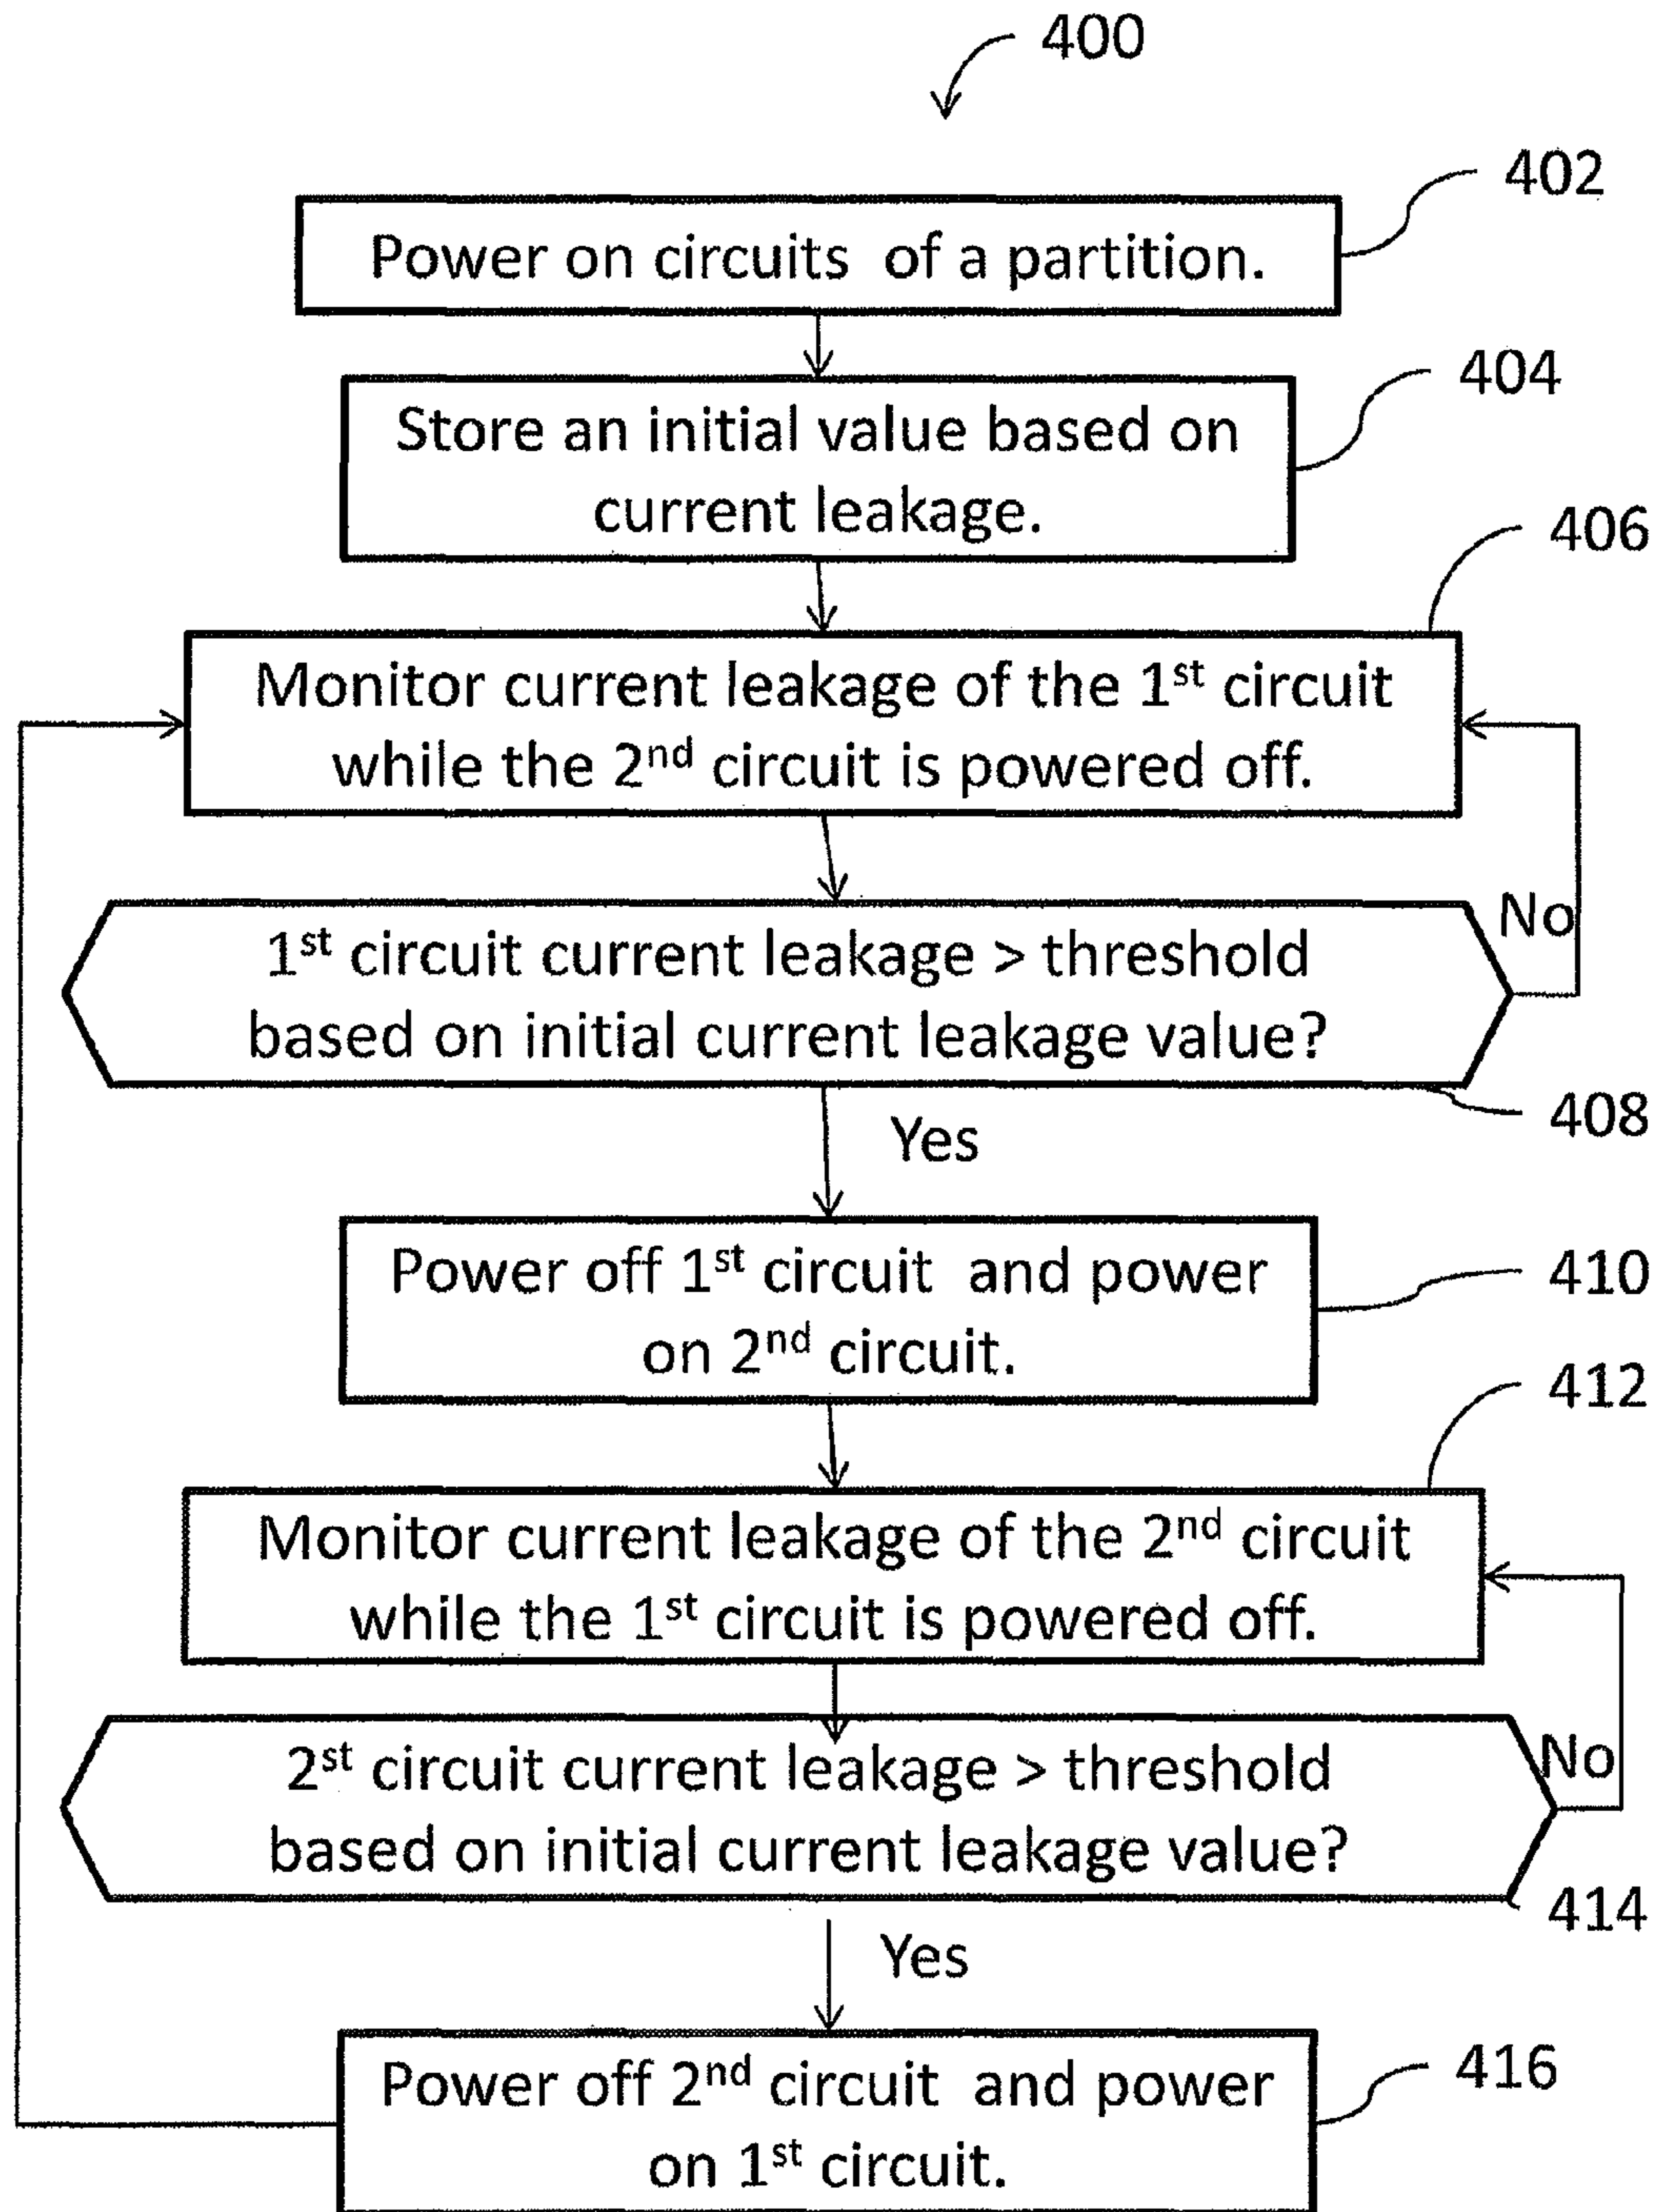 400
402
Power on circuits of a partition.
404
Store an initial value based on
current leakage.
406
Monitor current leakage of the 1st circuit
while the 2nd circuit is powered off.
No
1st circuit current leakage > threshold
based on initial current leakage value?
408
Yes
Power off 1st circuit and power
on 2nd circuit.
410
412
Monitor current leakage of the 2nd circuit
while the 1st circuit is powered off.
No
2st circuit current leakage > threshold
based on initial current leakage value?
414
Yes
Power off 2nd circuit and power
on 1st circuit.
416